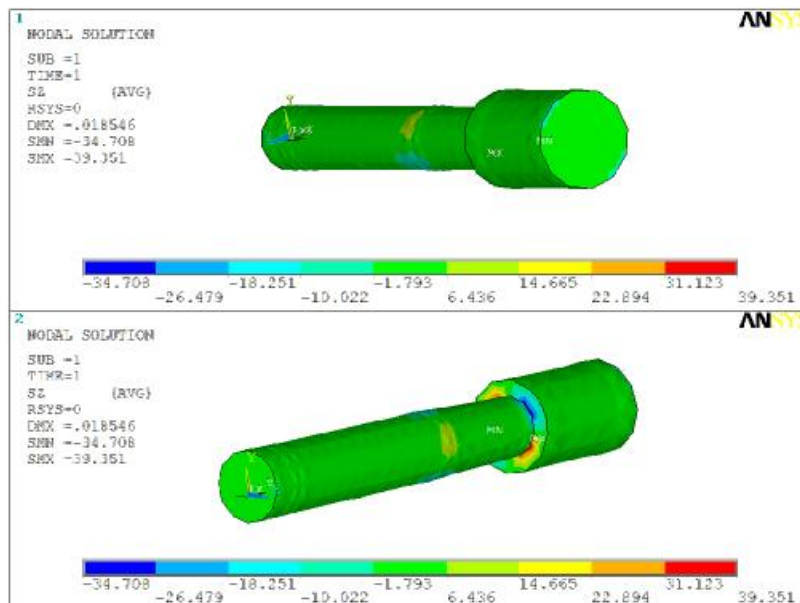 1
NODAL SOLUTION
SUB =1
TIME=1
SZ (AVG)
RSYS=0
DMX =.018546
SMN =-34.708
SMX =39.351
ANSYS
Y
MX
MN
-34.708 -18.251 -1.793 14.665 31.123
-26.479 -10.022 6.436 22.894 39.351
2
NODAL SOLUTION
SUB =1
TIME=1
SZ (AVG)
RSYS=0
DMX =.018546
SMN =-34.708
SMX =39.351
ANSYS
MN
MX
-34.708 -18.251 -1.793 14.665 31.123
-26.479 -10.022 6.436 22.894 39.351